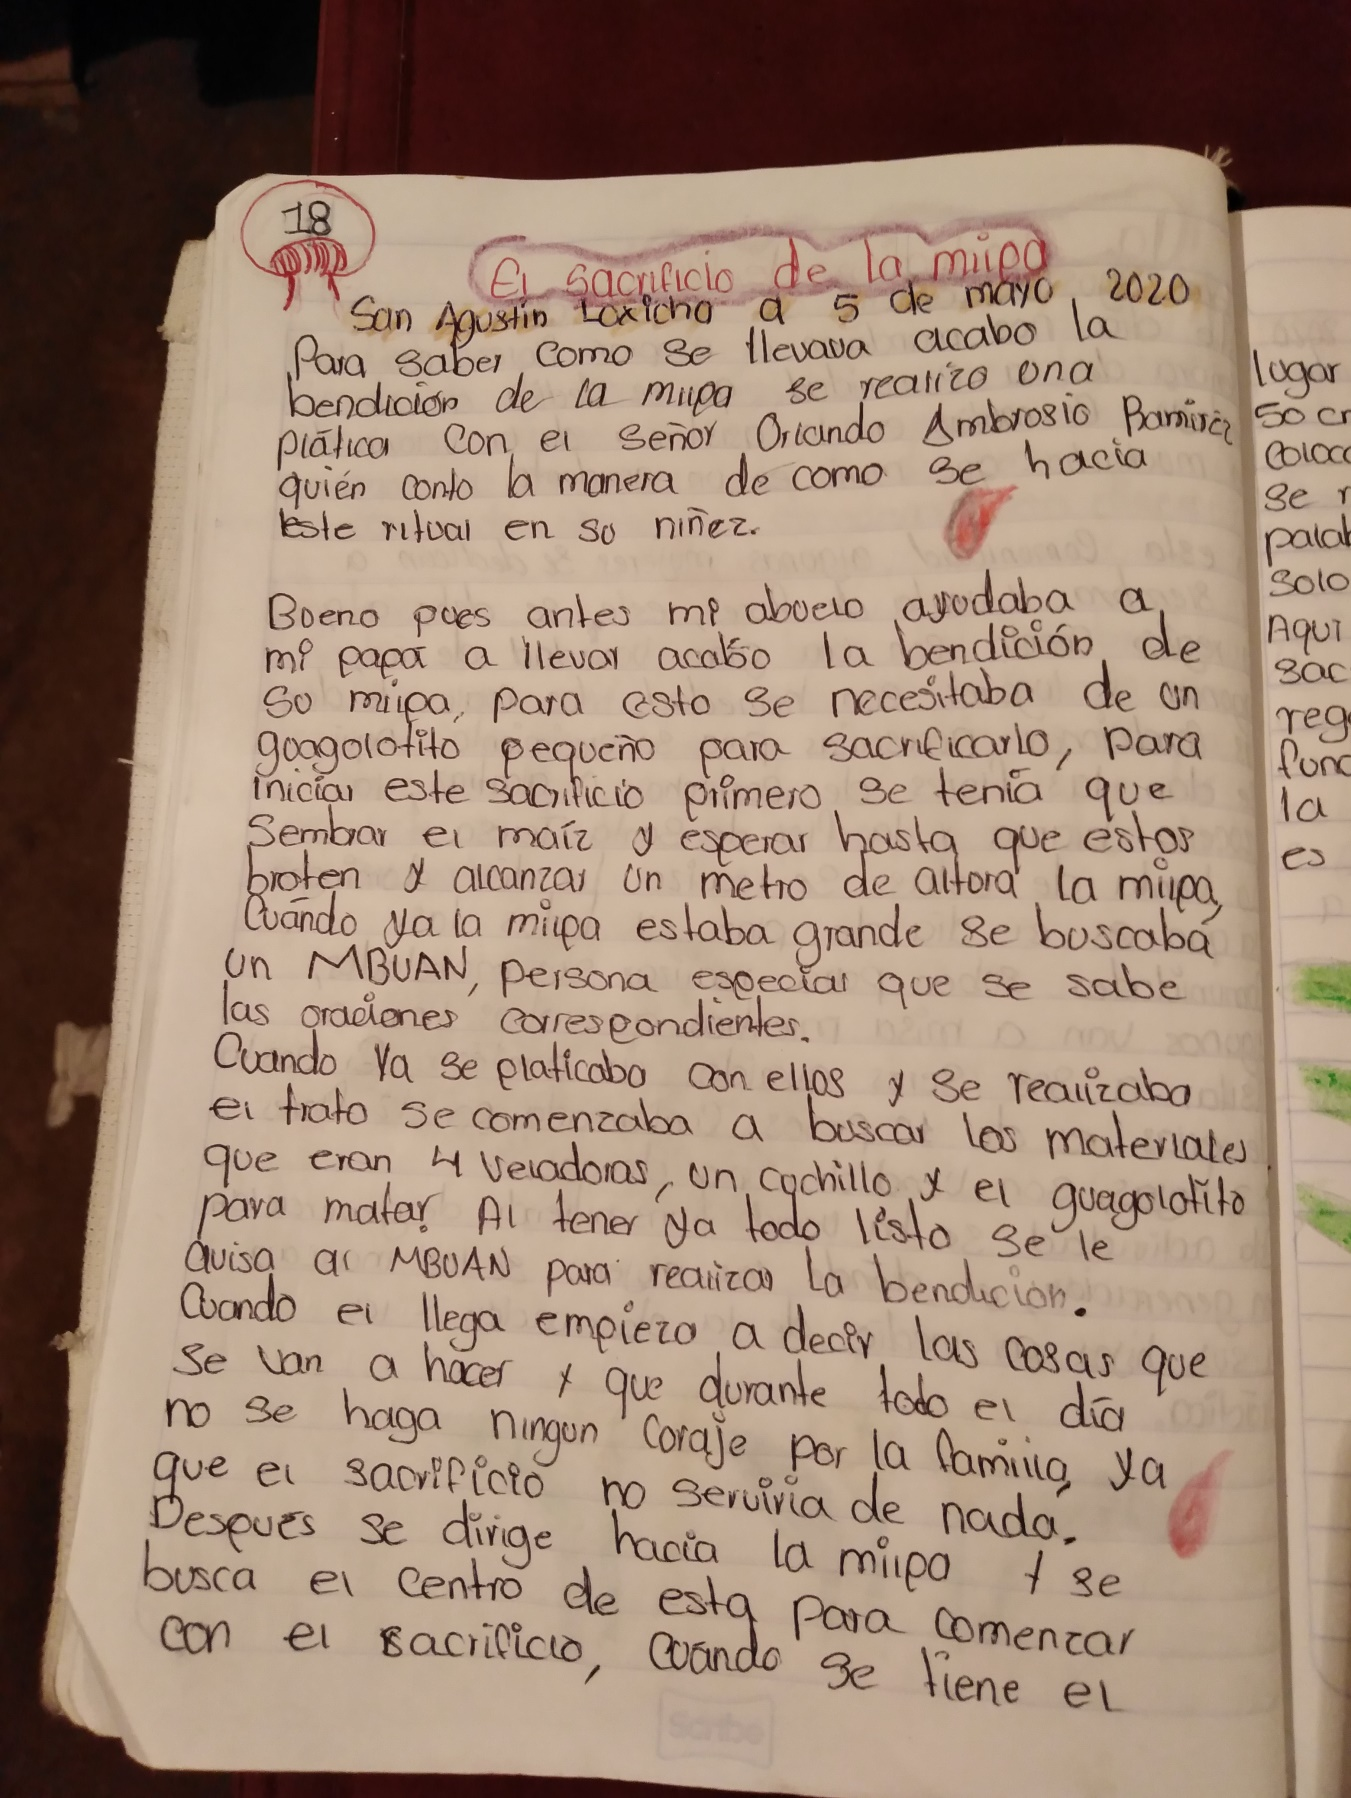 18
El sacrificio de la milpa
San Agustin Loxicha a 5 de mayo, 2020
Para saber como se llevava acabo la
bendición de la milpa se realizo una
plática con el señor Orlando Ambrosio Ramirez
quién conto la manera de como se hacia
este ritual en su niñez.
Bueno pues antes mi abuelo ayudaba a
mi papá a llevar acabo la bendición de
su milpa, para esto se necesitaba de un
guagolotito pequeño para sacrificarlo, para
iniciar este sacrificio primero se tenía que
sembrar el maíz y esperar hasta que estos
broten y alcanzar un metro de altura la milpa,
Cuándo ya la milpa estaba grande se buscabá
un MBUAN, persona especial que se sabe
las oraciones correspondientes.
Cuando ya se platicaba con ellos y se realizaba
el trato se comenzaba a buscar los materiales
que eran 4 veladoras, un cuchillo y el guagolotito
para matar. Al tener ya todo listo se le
avisa al MBUAN para realizar la bendición.
Cuando el llega empieza a decir las cosas que
se van a hacer y que durante todo el día
no se haga ningun coraje por la familia, ya
que el sacrificio no serviria de nada.
Despues se dirige hacia la milpa y se
busca el centro de esta para comenzar
con el sacrificio, cuándo se tiene el
Scribe
lugar
50
se
solo
Aqui
la
es